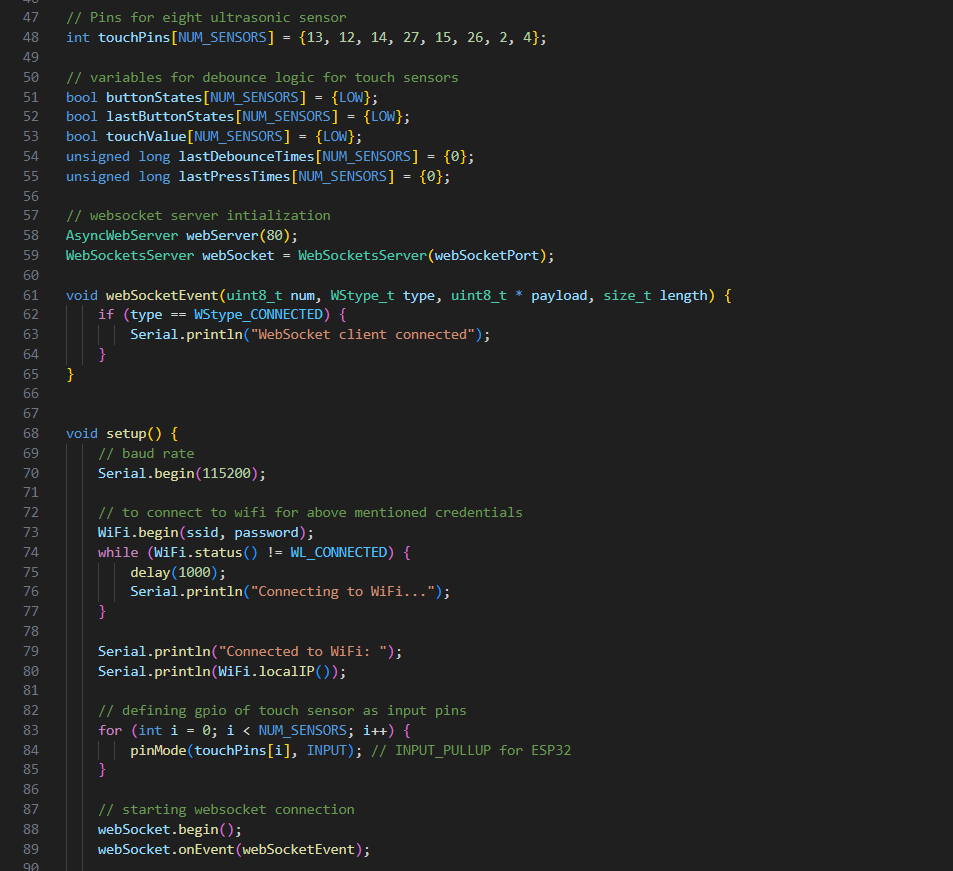 47 // Pins for eight ultrasonic sensor
48 int touchPins[NUM_SENSORS] = {13, 12, 14, 27, 15, 26, 2, 4};
49
50 // variables for debounce logic for touch sensors
51 bool buttonStates[NUM_SENSORS] = {LOW};
52 bool lastButtonStates[NUM_SENSORS] = {LOW};
53 bool touchValue[NUM_SENSORS] = {LOW};
54 unsigned long lastDebounceTimes[NUM_SENSORS] = {0};
55 unsigned long lastPressTimes[NUM_SENSORS] = {0};
56
57 // websocket server intialization
58 AsyncWebServer webServer(80);
59 WebSocketsServer webSocket = WebSocketsServer(webSocketPort);
60
61 void webSocketEvent(uint8_t num, WStype_t type, uint8_t * payload, size_t length) {
62     if (type == WStype_CONNECTED) {
63         Serial.println("WebSocket client connected");
64     }
65 }
66
67
68 void setup() {
69     // baud rate
70     Serial.begin(115200);
71
72     // to connect to wifi for above mentioned credentials
73     WiFi.begin(ssid, password);
74     while (WiFi.status() != WL_CONNECTED) {
75         delay(1000);
76         Serial.println("Connecting to WiFi...");
77     }
78
79     Serial.println("Connected to WiFi: ");
80     Serial.println(WiFi.localIP());
81
82     // defining gpio of touch sensor as input pins
83     for (int i = 0; i < NUM_SENSORS; i++) {
84         pinMode(touchPins[i], INPUT); // INPUT_PULLUP for ESP32
85     }
86
87     // starting websocket connection
88     webSocket.begin();
89     webSocket.onEvent(webSocketEvent);
90